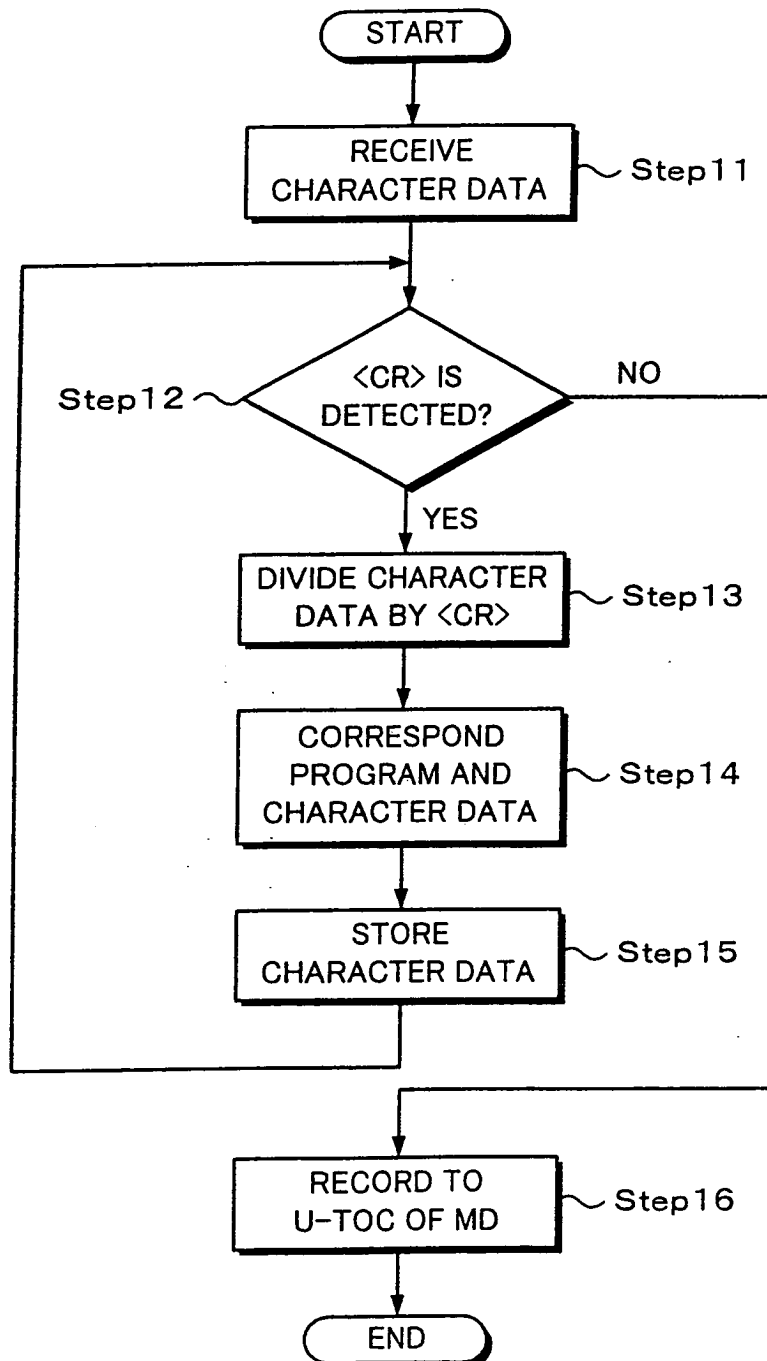 START
RECEIVE
CHARACTER DATA
Step11
<CR> IS
DETECTED?
Step12
NO
YES
DIVIDE CHARACTER
DATA BY <CR>
Step13
CORRESPOND
PROGRAM AND
CHARACTER DATA
Step14
STORE
CHARACTER DATA
Step15
RECORD TO
U-TOC OF MD
Step16
END